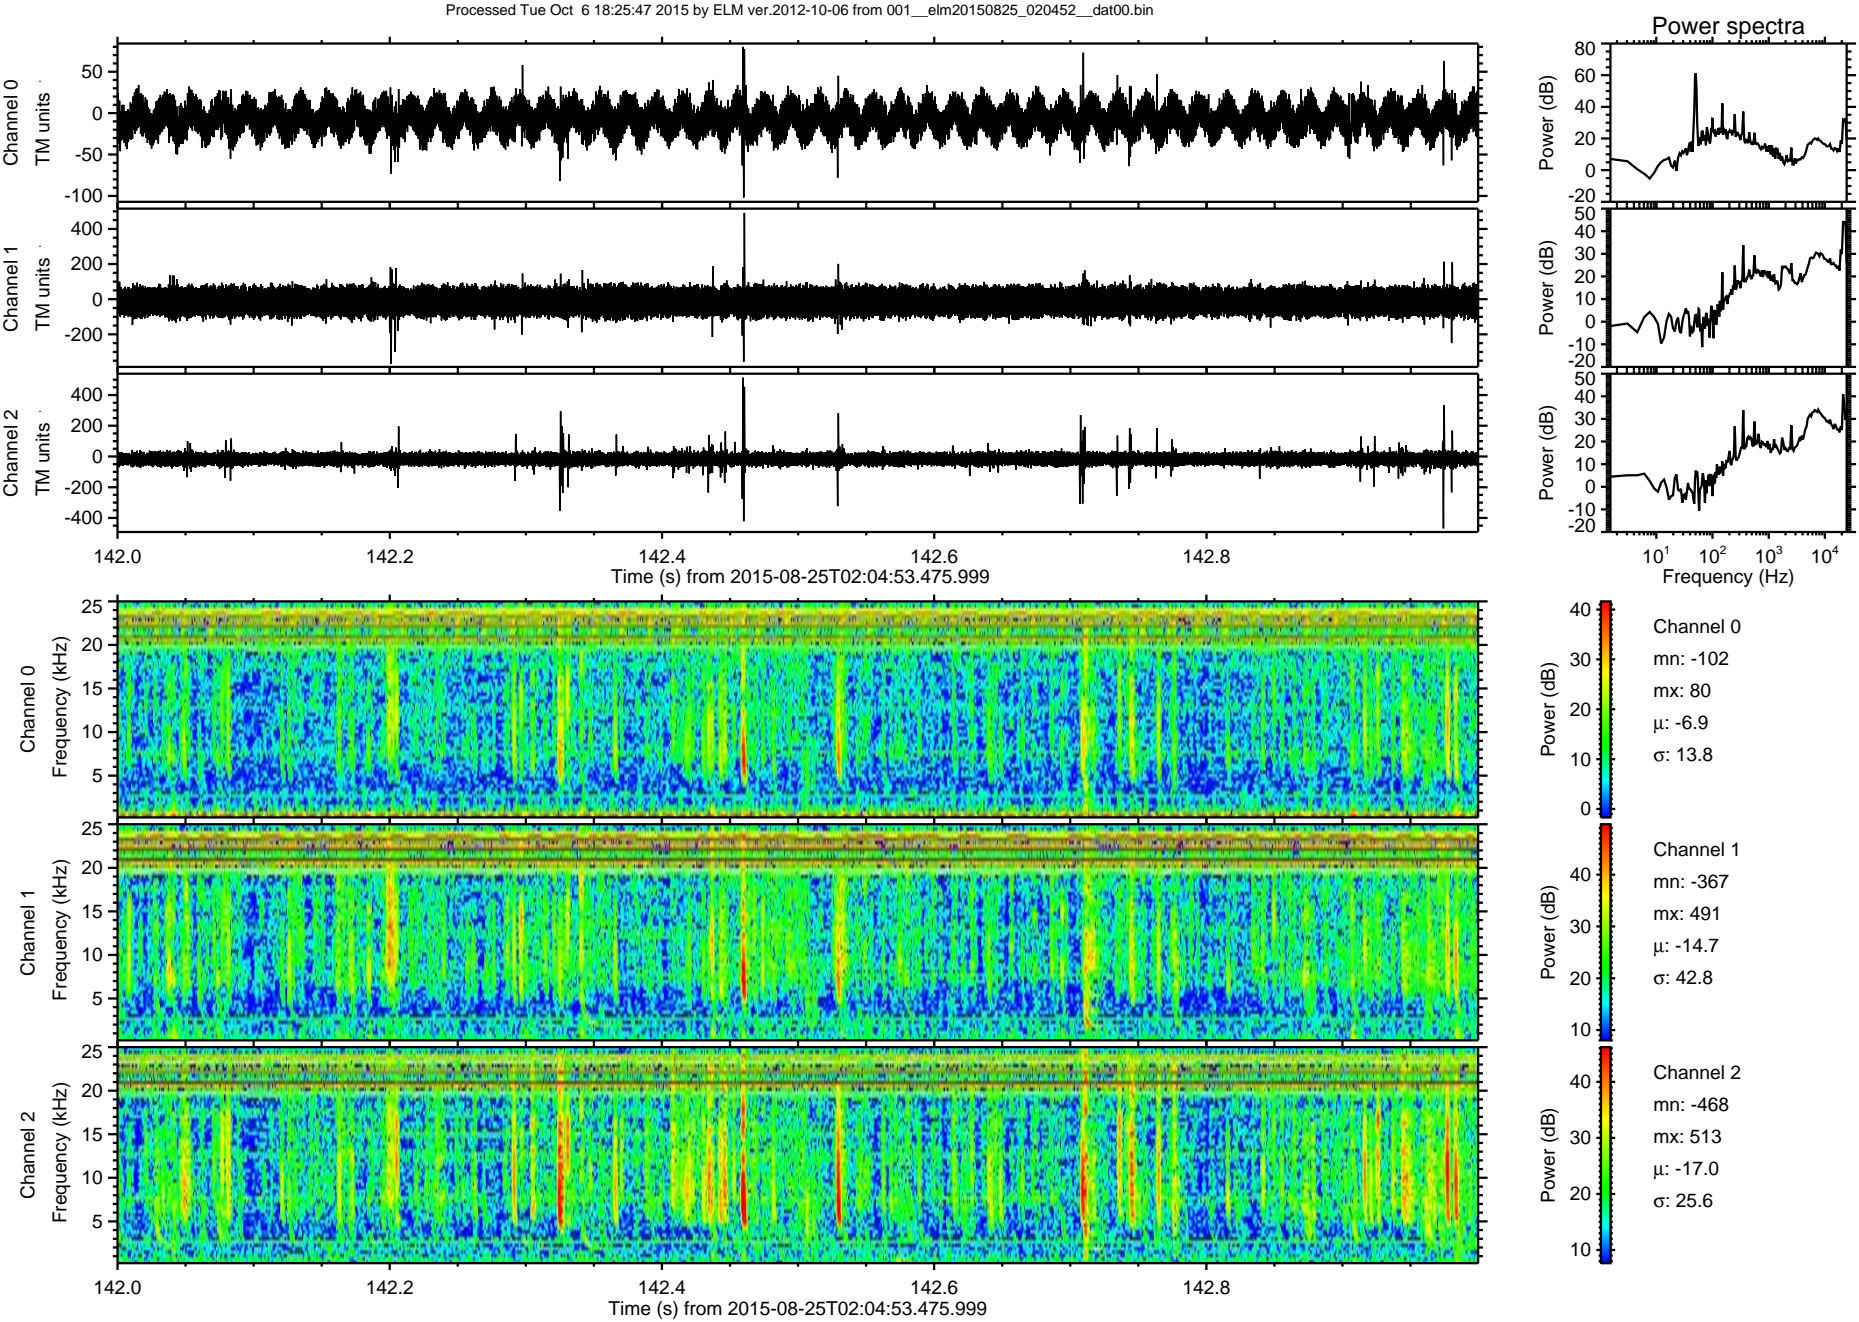 Processed Tue Oct 6 18:25:47 2015 by ELM ver.2012-10-06 from 001__elm20150825_020452__dat00.bin
Power spectra
Channel 0
TM units
50
0
-50
-100
Power (dB)
80
60
40
20
0
-20
Channel 1
TM units
400
200
0
-200
Power (dB)
50
40
30
20
10
0
-10
-20
Channel 2
TM units
400
200
0
-200
-400
Power (dB)
50
40
30
20
10
0
-10
-20
142.0 142.2 142.4 142.6 142.8
Time (s) from 2015-08-25T02:04:53.475.999
10¹ 10² 10³ 10⁴
Frequency (Hz)
Channel 0
Frequency (kHz)
25
20
15
10
5
Power (dB)
40
30
20
10
0
Channel 0
mn: -102
mx: 80
μ: -6.9
σ: 13.8
Channel 1
Frequency (kHz)
25
20
15
10
5
Power (dB)
40
30
20
10
Channel 1
mn: -367
mx: 491
μ: -14.7
σ: 42.8
Channel 2
Frequency (kHz)
25
20
15
10
5
Power (dB)
40
30
20
10
Channel 2
mn: -468
mx: 513
μ: -17.0
σ: 25.6
142.0 142.2 142.4 142.6 142.8
Time (s) from 2015-08-25T02:04:53.475.999